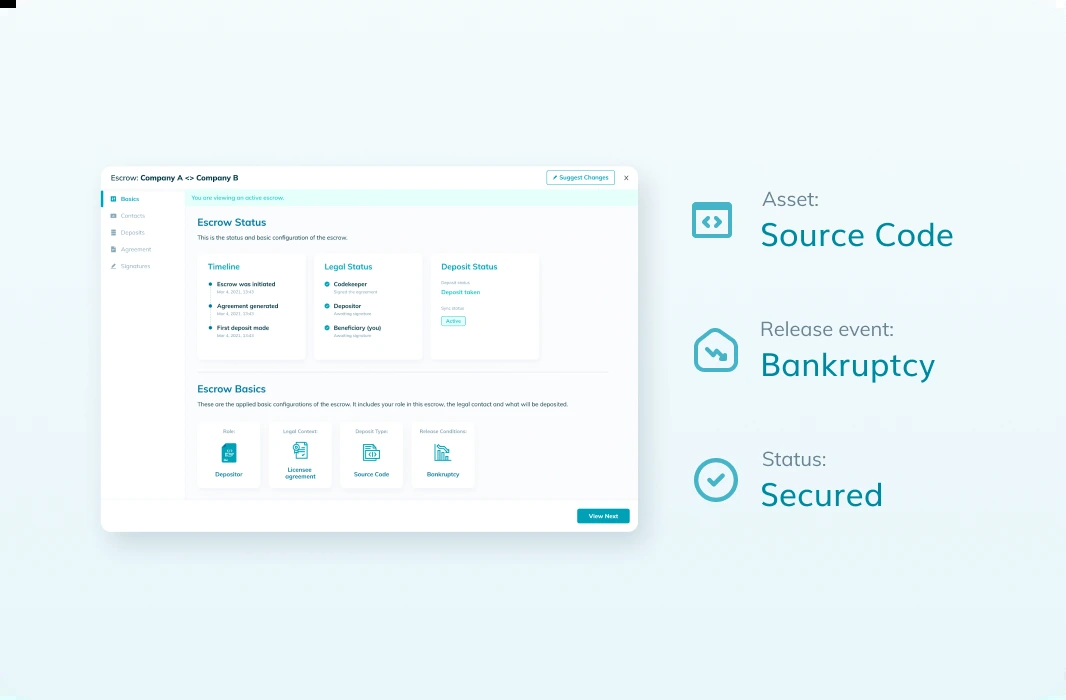 Escrow: Company A <> Company B
Suggest Changes
X
Basics
Contacts
Deposits
Agreement
Signatures
You are viewing an active escrow.
Escrow Status
This is the status and basic configuration of the escrow.
Timeline
Escrow was initiated
Mar 4, 2021, 23:43
Agreement generated
Mar 4, 2021, 23:43
First deposit made
Mar 4, 2021, 23:43
Legal Status
Codekeeper
Signed the agreement
Depositor
Awaiting signature
Beneficiary (you)
Awaiting signature
Deposit Status
Deposit status
Deposit taken
Sync status
Active
Escrow Basics
These are the applied basic configurations of the escrow. It includes your role in this escrow, the legal contact and what will be deposited.
Role:
Depositor
Legal Context:
Licensee
agreement
Deposit Type:
Source Code
Release Conditions:
Bankruptcy
View Next
Asset:
Source Code
Release event:
Bankruptcy
Status:
Secured